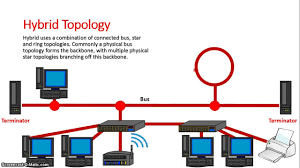 Hybrid Topology
Hybrid uses a combination of connected bus, star
and ring topologies. Commonly a physical bus
topology forms the backbone, with multiple physical
star topologies branching off this backbone.
Bus
Terminator
Terminator